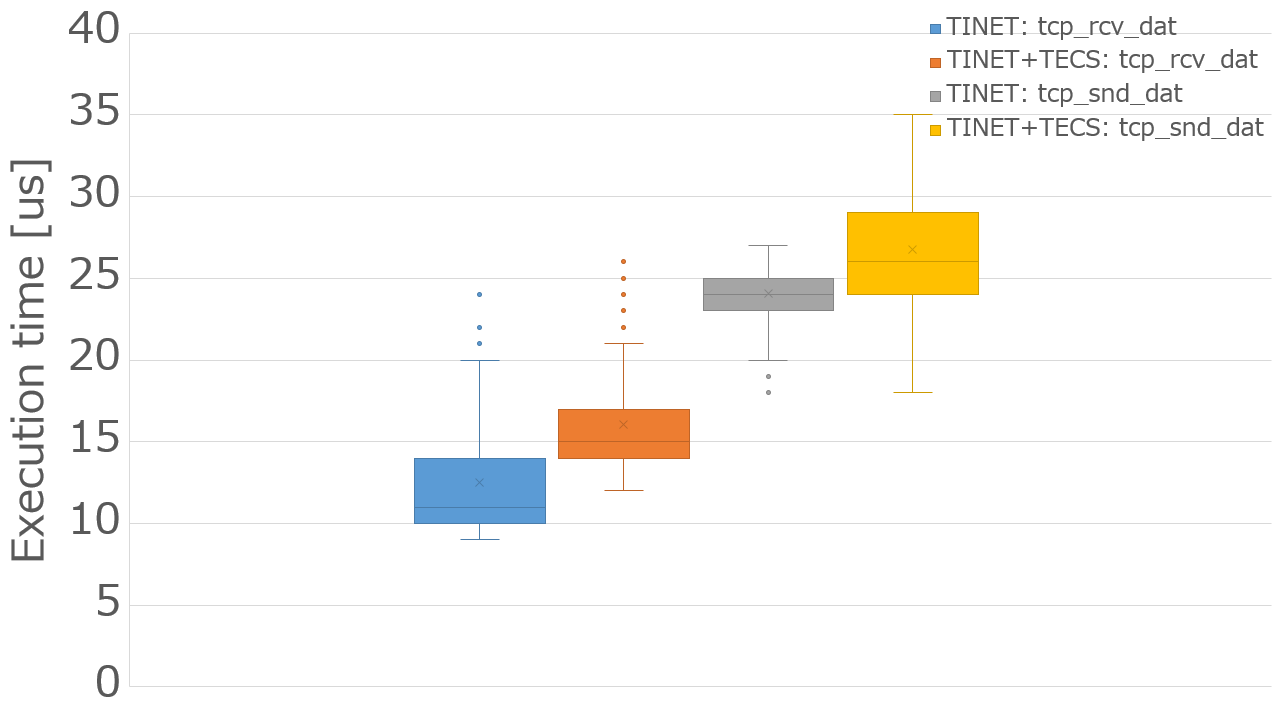 Execution time [us]
40
35
30
25
20
15
10
5
0
TINET: tcp_rcv_dat
TINET+TECS: tcp_rcv_dat
TINET: tcp_snd_dat
TINET+TECS: tcp_snd_dat